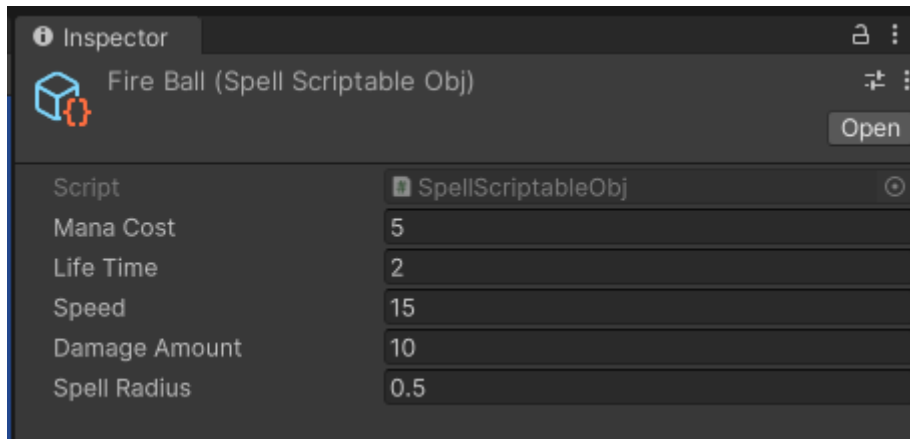 Inspector
Fire Ball (Spell Scriptable Obj)
Open
Script SpellScriptableObj
Mana Cost 5
Life Time 2
Speed 15
Damage Amount 10
Spell Radius 0.5